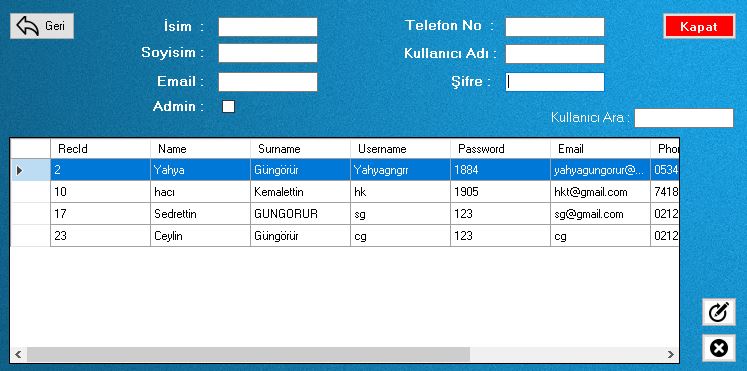 Geri
İsim :
Telefon No :
Kapat
Soyisim :
Kullanıcı Adı :
Email :
Şifre :
Admin :
Kullanıcı Ara :
RecId Name Surname Username Password Email Phon
2 Yahya Güngörür Yahyagngrr 1884 yahyagungorur@... 0534
10 hacı Kemalettin hk 1905 hkt@gmail.com 7418
17 Sedrettin GUNGORUR sg 123 sg@gmail.com 0212
23 Ceylin Güngörür cg 123 cg 0212